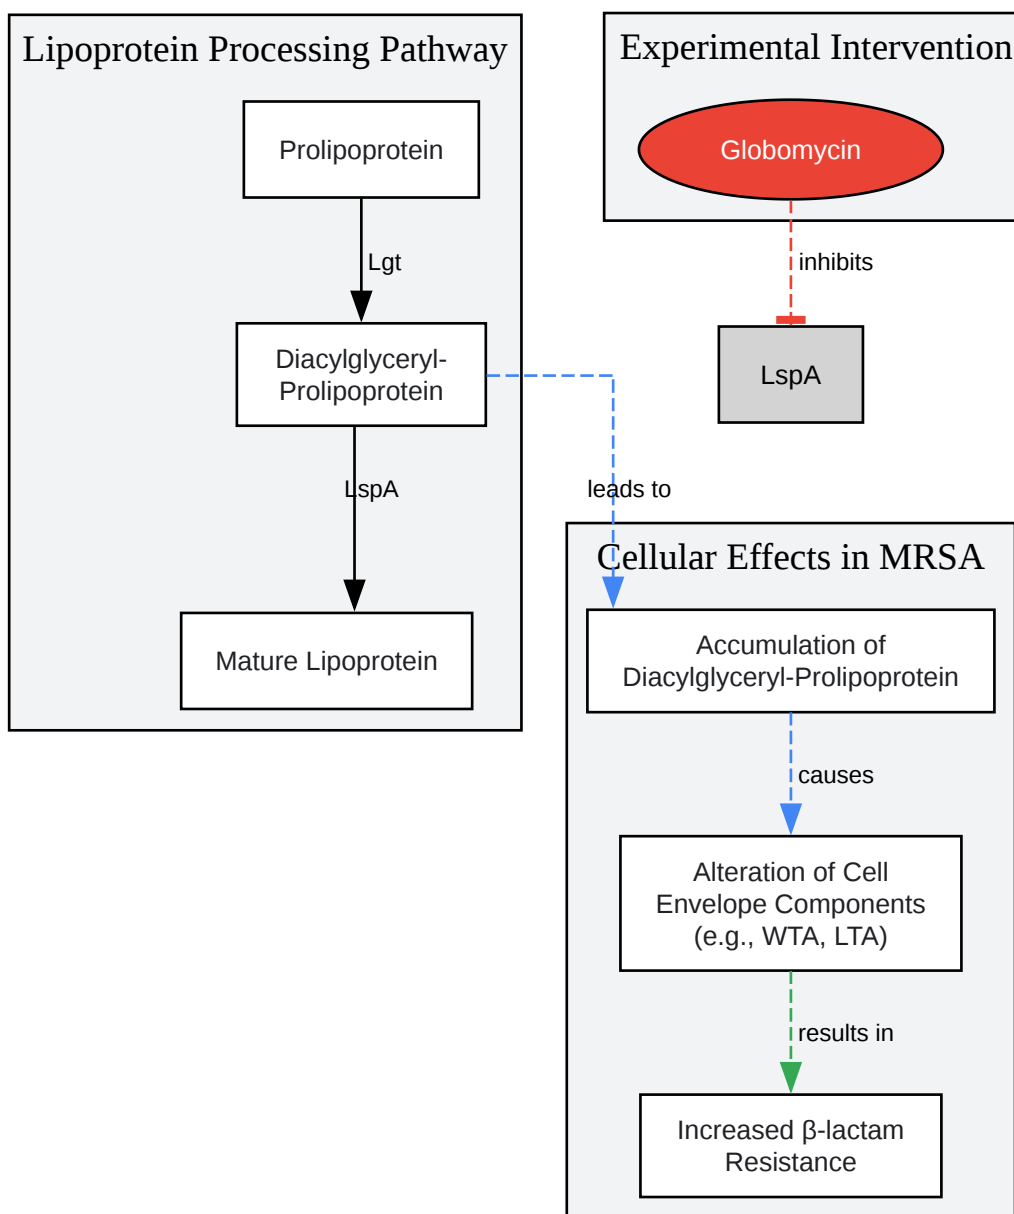 Lipoprotein Processing Pathway
Prolipoprotein
Lgt
Diacylglyceryl-
Prolipoprotein
LspA
Mature Lipoprotein
Experimental Intervention
Globomycin
inhibits
LspA
leads to
Cellular Effects in MRSA
Accumulation of
Diacylglyceryl-Prolipoprotein
causes
Alteration of Cell
Envelope Components
(e.g., WTA, LTA)
results in
Increased β-lactam
Resistance